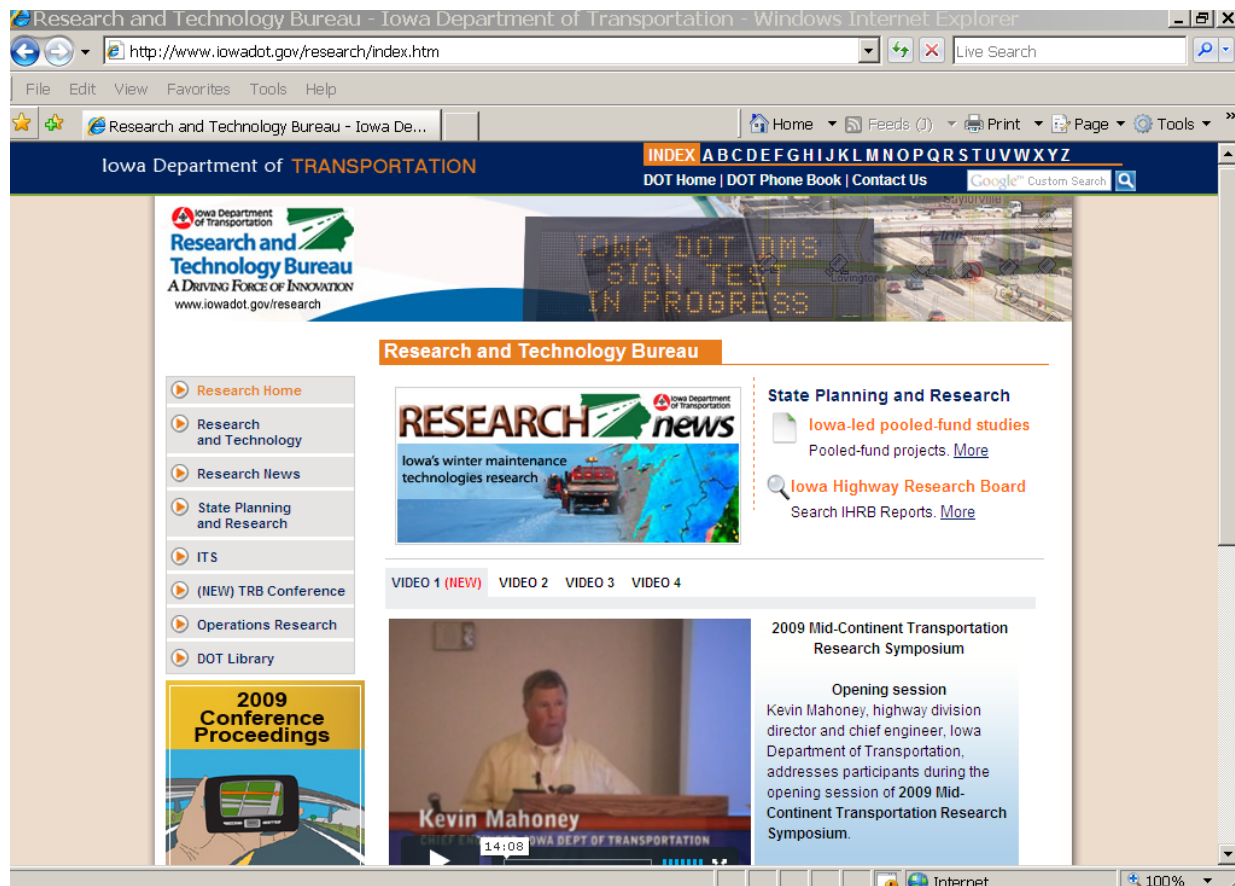 Research and Technology Bureau - Iowa Department of Transportation - Windows Internet Explorer
http://www.iowadot.gov/research/index.htm
Live Search
File Edit View Favorites Tools Help
Research and Technology Bureau - Iowa De...
Home Feeds (J) Print Page Tools »
Iowa Department of TRANSPORTATION
INDEX A B C D E F G H I J K L M N O P Q R S T U V W X Y Z
DOT Home | DOT Phone Book | Contact Us
Google™ Custom Search
Iowa Department
of Transportation
Research and
Technology Bureau
A DRIVING FORCE OF INNOVATION
www.iowadot.gov/research
IOWA DOT DMS
SIGN TEST
IN PROGRESS
Saylorville
Lovington
Research and Technology Bureau
Research Home
Research
and Technology
Research News
State Planning
and Research
ITS
(NEW) TRB Conference
Operations Research
DOT Library
2009
Conference
Proceedings
Iowa Department
of Transportation
RESEARCH news
Iowa's winter maintenance
technologies research
State Planning and Research
Iowa-led pooled-fund studies
Pooled-fund projects. More
Iowa Highway Research Board
Search IHRB Reports. More
VIDEO 1 (NEW) VIDEO 2 VIDEO 3 VIDEO 4
Kevin Mahoney
CHIEF ENGINEER IOWA DEPT OF TRANSPORTATION
14:08
2009 Mid-Continent Transportation
Research Symposium
Opening session
Kevin Mahoney, highway division
director and chief engineer, Iowa
Department of Transportation,
addresses participants during the
opening session of 2009 Mid-
Continent Transportation Research
Symposium.
Internet
100%